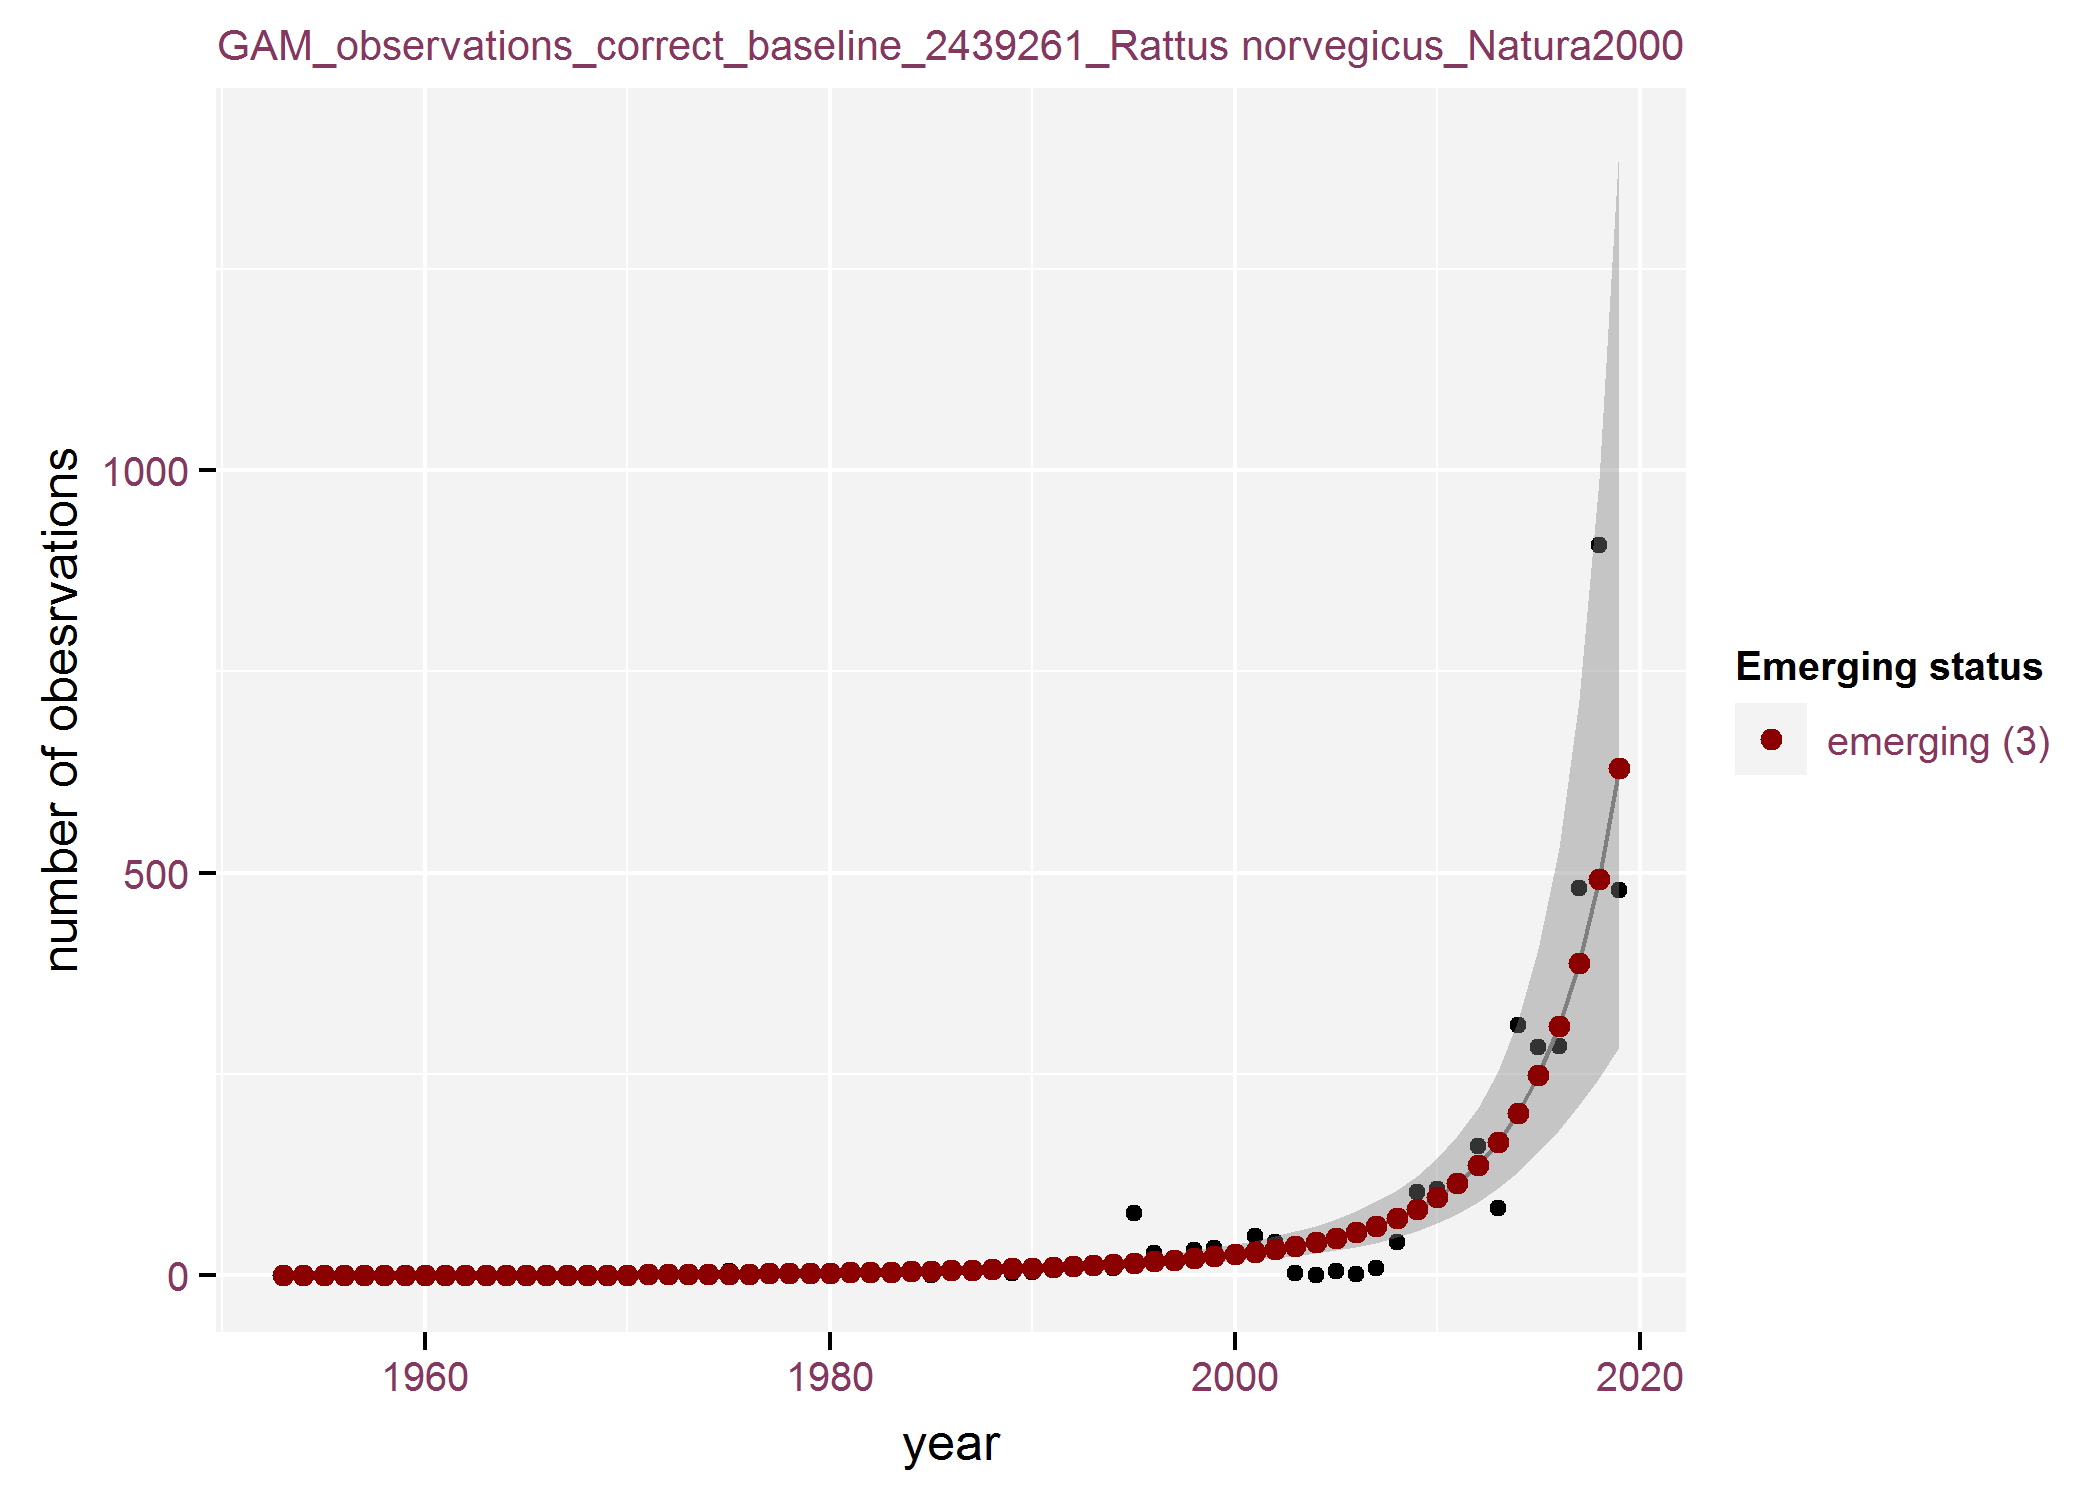 GAM_observations_correct_baseline_2439261_Rattus norvegicus_Natura2000
number of obesrvations
1000
500
0
1960
1980
2000
2020
year
Emerging status
emerging (3)